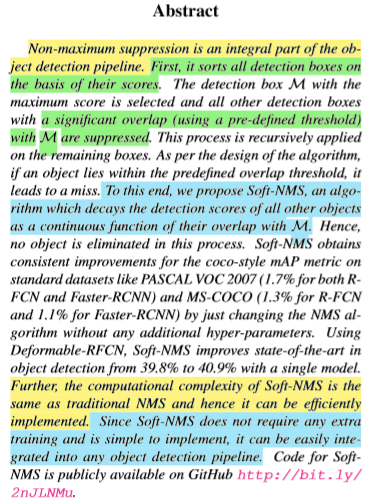 Abstract
Non-maximum suppression is an integral part of the ob-
ject detection pipeline. First, it sorts all detection boxes on
the basis of their scores. The detection box M with the
maximum score is selected and all other detection boxes
with a significant overlap (using a pre-defined threshold)
with M are suppressed. This process is recursively applied
on the remaining boxes. As per the design of the algorithm,
if an object lies within the predefined overlap threshold, it
leads to a miss. To this end, we propose Soft-NMS, an algo-
rithm which decays the detection scores of all other objects
as a continuous function of their overlap with M. Hence,
no object is eliminated in this process. Soft-NMS obtains
consistent improvements for the coco-style mAP metric on
standard datasets like PASCAL VOC 2007 (1.7% for both R-
FCN and Faster-RCNN) and MS-COCO (1.3% for R-FCN
and 1.1% for Faster-RCNN) by just changing the NMS al-
gorithm without any additional hyper-parameters. Using
Deformable-RFCN, Soft-NMS improves state-of-the-art in
object detection from 39.8% to 40.9% with a single model.
Further, the computational complexity of Soft-NMS is the
same as traditional NMS and hence it can be efficiently
implemented. Since Soft-NMS does not require any extra
training and is simple to implement, it can be easily inte-
grated into any object detection pipeline. Code for Soft-
NMS is publicly available on GitHub http://bit.ly/
2nJLNMu.